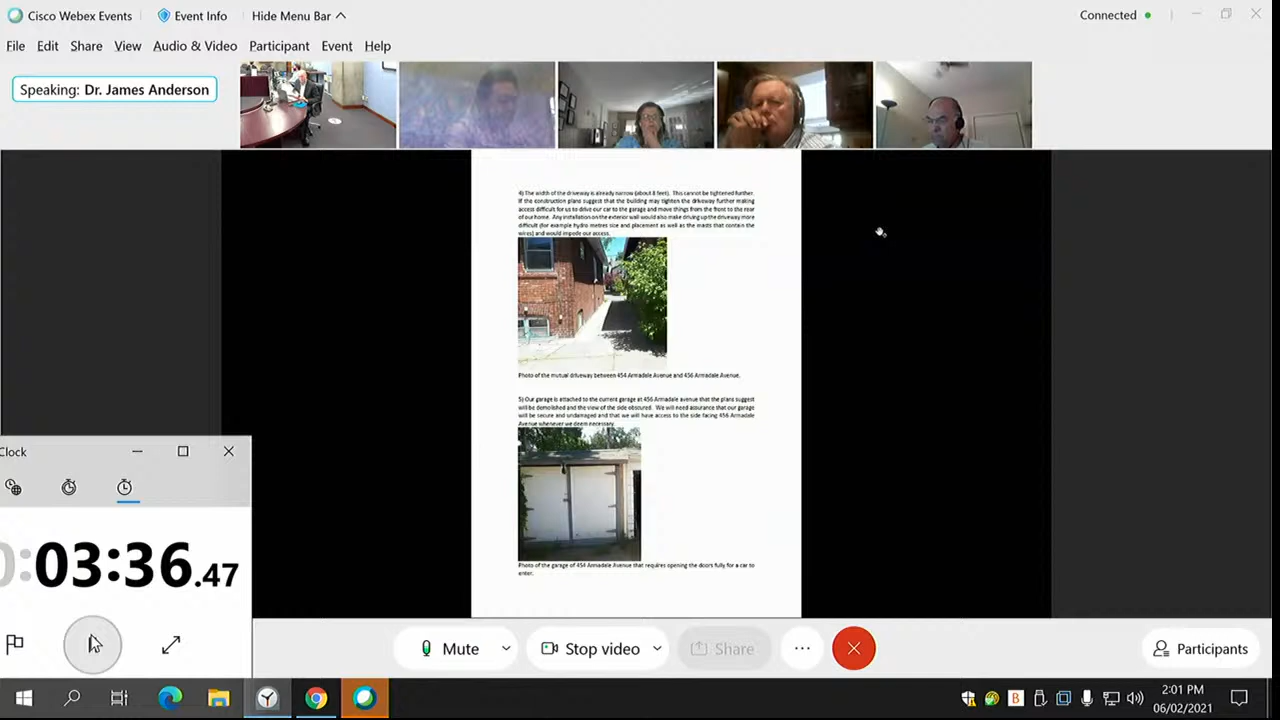 Cisco Webex Events
Event Info
Hide Menu Bar
Connected
File Edit Share View Audio & Video Participant Event Help
Speaking: Dr. James Anderson
4) The width of the driveway is already narrow (about 8 feet). This cannot be tightened further.
If the construction plans suggest that the building may tighten the driveway further making
access difficult for us to drive our car to the garage and move things from the front to the rear
of our home. Any installation on the exterior wall would also make driving up the driveway more
difficult (for example hydro metres size and placement as well as the masts that contain the
wires) and would impede our access.
Photo of the mutual driveway between 454 Armadale Avenue and 456 Armadale Avenue.
5) Our garage is attached to the current garage at 456 Armadale avenue that the plans suggest
will be demolished and the view of the side obscured. We will need assurance that our garage
will be secure and undamaged and that we will have access to the side facing 456 Armadale
Avenue whenever we deem necessary.
Photo of the garage of 454 Armadale Avenue that requires opening the doors fully for a car to
enter.
Clock
0:03:36.47
Mute
Stop video
Share
Participants
B
2:01 PM
06/02/2021